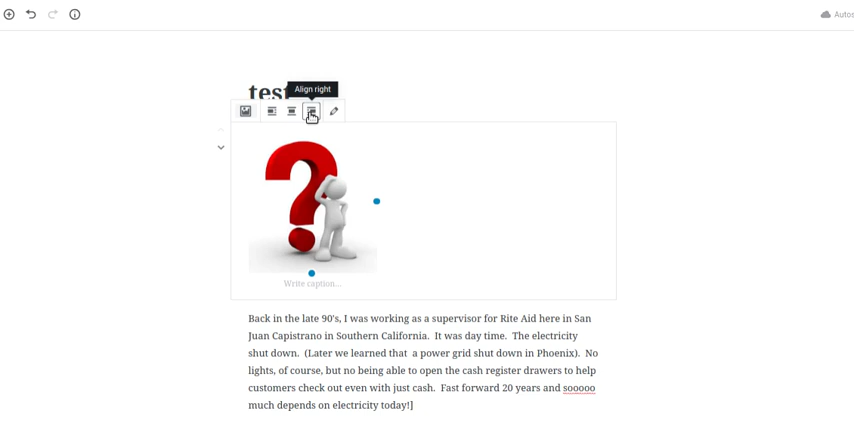 Autos
Align right
test
Write caption...
Back in the late 90's, I was working as a supervisor for Rite Aid here in San
Juan Capistrano in Southern California.  It was day time.  The electricity
shut down.  (Later we learned that  a power grid shut down in Phoenix).  No
lights, of course, but no being able to open the cash register drawers to help
customers check out even with just cash.  Fast forward 20 years and sooooo
much depends on electricity today!]